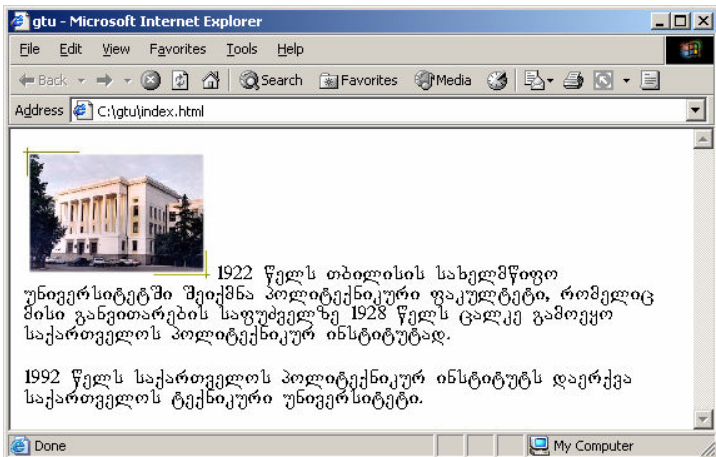 gtu - Microsoft Internet Explorer
File Edit View Favorites Tools Help
Back Search Favorites Media
Address C:\gtu\index.html
1922 წელს თბილისის სახელმწიფო
უნივერსიტეტში შეიქმნა პოლიტექნიკური ფაკულტეტი, რომელიც
მისი განვითარების საფუძველზე 1928 წელს ცალკე გამოეყო
საქართველოს პოლიტექნიკურ ინსტიტუტად.
1992 წელს საქართველოს პოლიტექნიკურ ინსტიტუტს დაერქვა
საქართველოს ტექნიკური უნივერსიტეტი.
Done My Computer